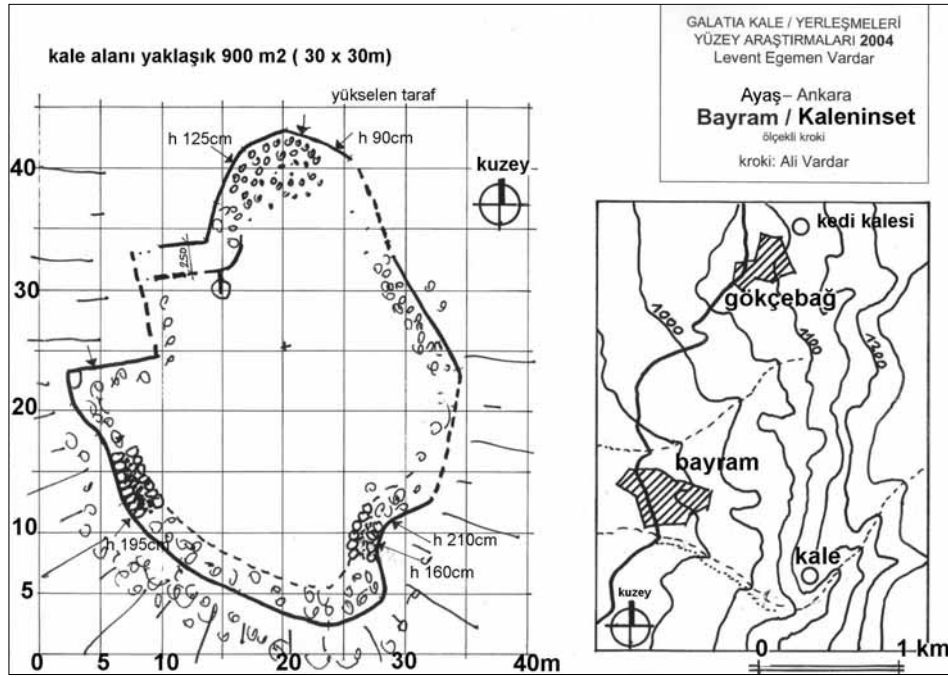 kale alanı yaklaşık 900 m2 ( 30 x 30m)
yükselen taraf
h 125cm
h 90cm
kuzey
250
h 195cm
h 210cm
h 160cm
40
30
20
10
5
0 5 10 20 30 40m
GALATIA KALE / YERLEŞMELERİ
YÜZEY ARAŞTIRMALARI 2004
Levent Egemen Vardar
Ayaş– Ankara
Bayram / Kaleninset
ölçekli kroki
kroki: Ali Vardar
kedi kalesi
gökçebağ
1000
1100
1200
bayram
kale
kuzey
0 1 km